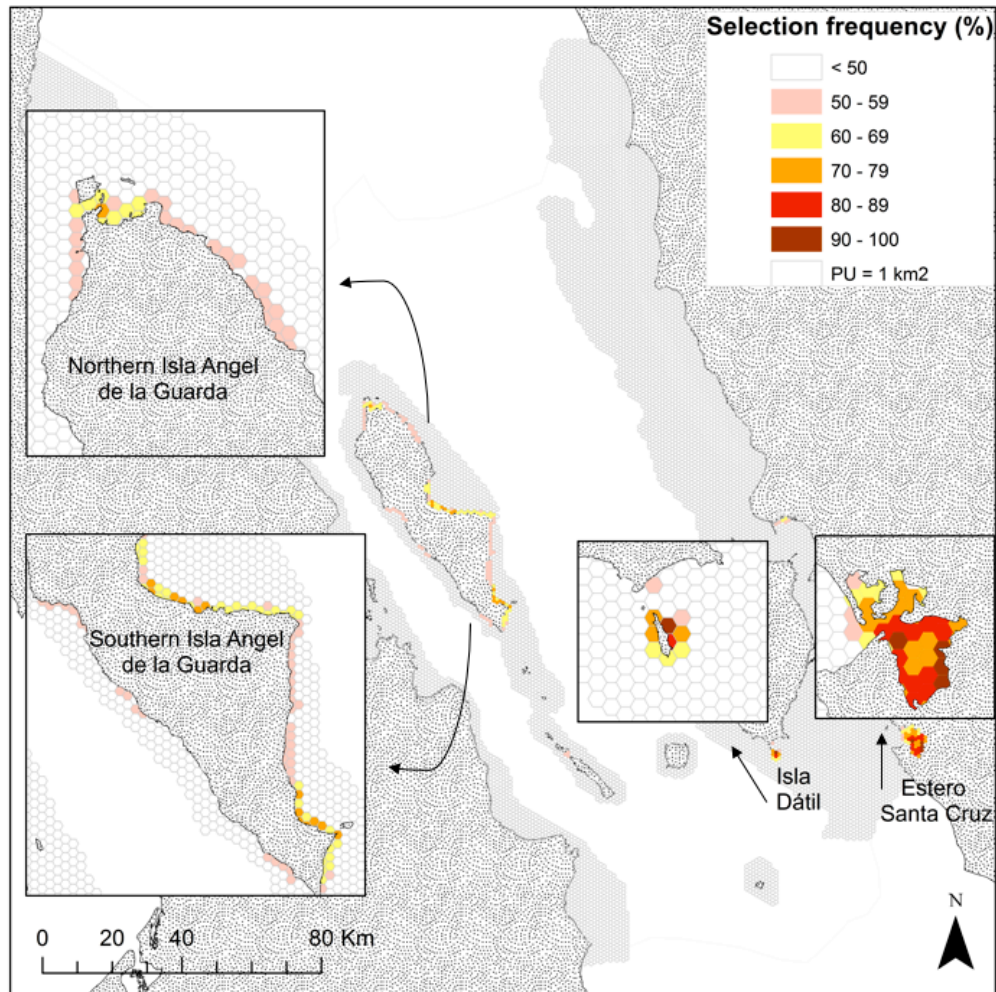 Selection frequency (%)
< 50
50 - 59
60 - 69
70 - 79
80 - 89
90 - 100
PU = 1 km2
Northern Isla Angel
de la Guarda
Southern Isla Angel
de la Guarda
Isla
Dátil
Estero
Santa Cruz
0 20 40 80 Km
N